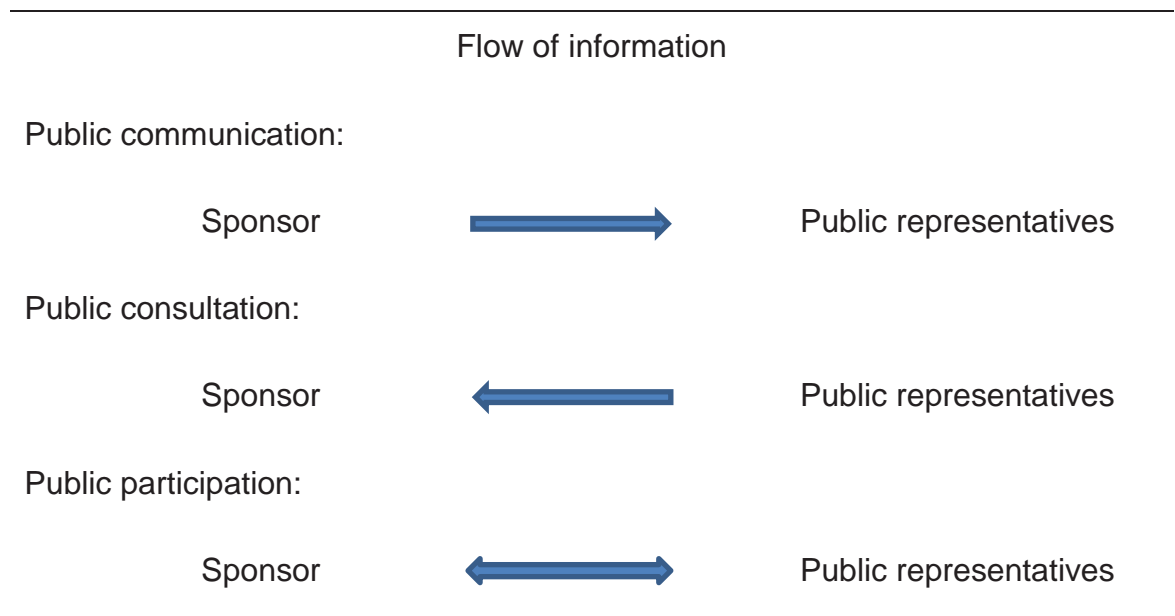 Flow of information
Public communication:
Sponsor Public representatives
Public consultation:
Sponsor Public representatives
Public participation:
Sponsor Public representatives